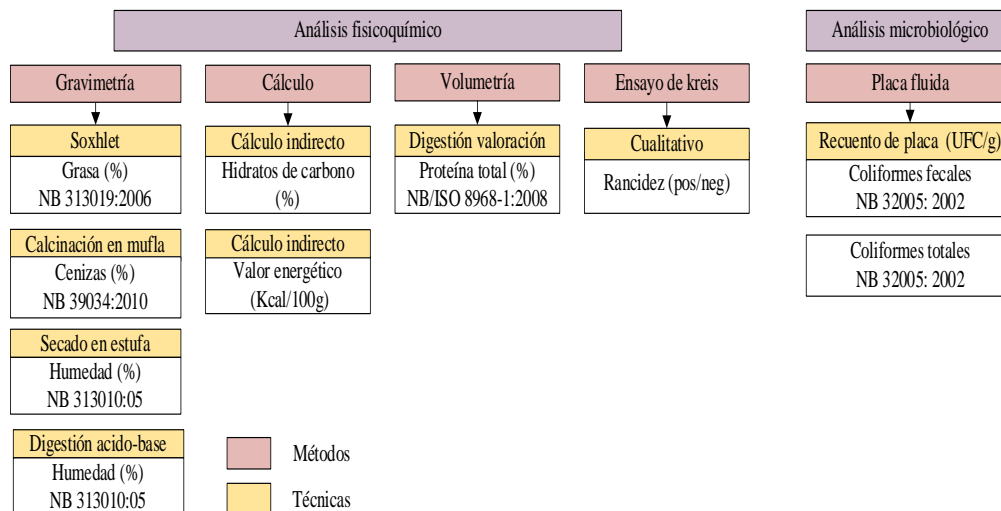 Análisis fisicoquímico
Análisis microbiológico
Gravimetría
Soxhlet
Grasa (%)
NB 313019:2006
Calcinación en mufla
Cenizas (%)
NB 39034:2010
Secado en estufa
Humedad (%)
NB 313010:05
Digestión acido-base
Humedad (%)
NB 313010:05
Cálculo
Cálculo indirecto
Hidratos de carbono
(%)
Cálculo indirecto
Valor energético
(Kcal/100g)
Volumetría
Digestión valoración
Proteína total (%)
NB/ISO 8968-1:2008
Ensayo de kreis
Cualitativo
Rancidez (pos/neg)
Placa fluida
Recuento de placa (UFC/g)
Coliformes fecales
NB 32005: 2002
Coliformes totales
NB 32005: 2002
Métodos
Técnicas